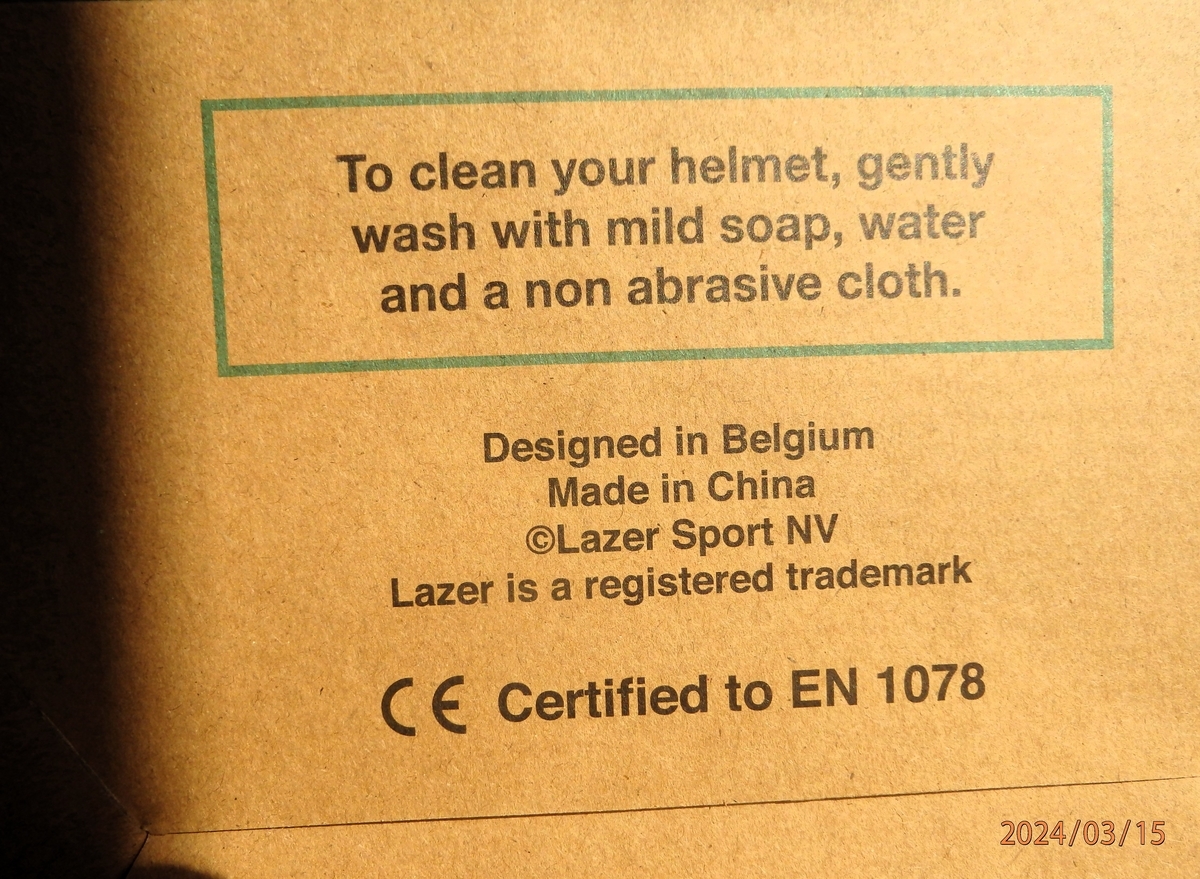 To clean your helmet, gently
wash with mild soap, water
and a non abrasive cloth.
Designed in Belgium
Made in China
©Lazer Sport NV
Lazer is a registered trademark
CE Certified to EN 1078
2024/03/15